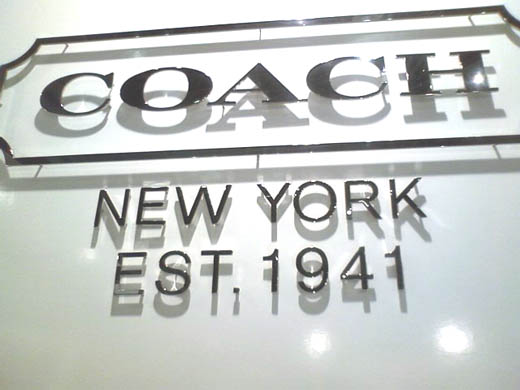 COACH
NEW YORK
EST. 1941